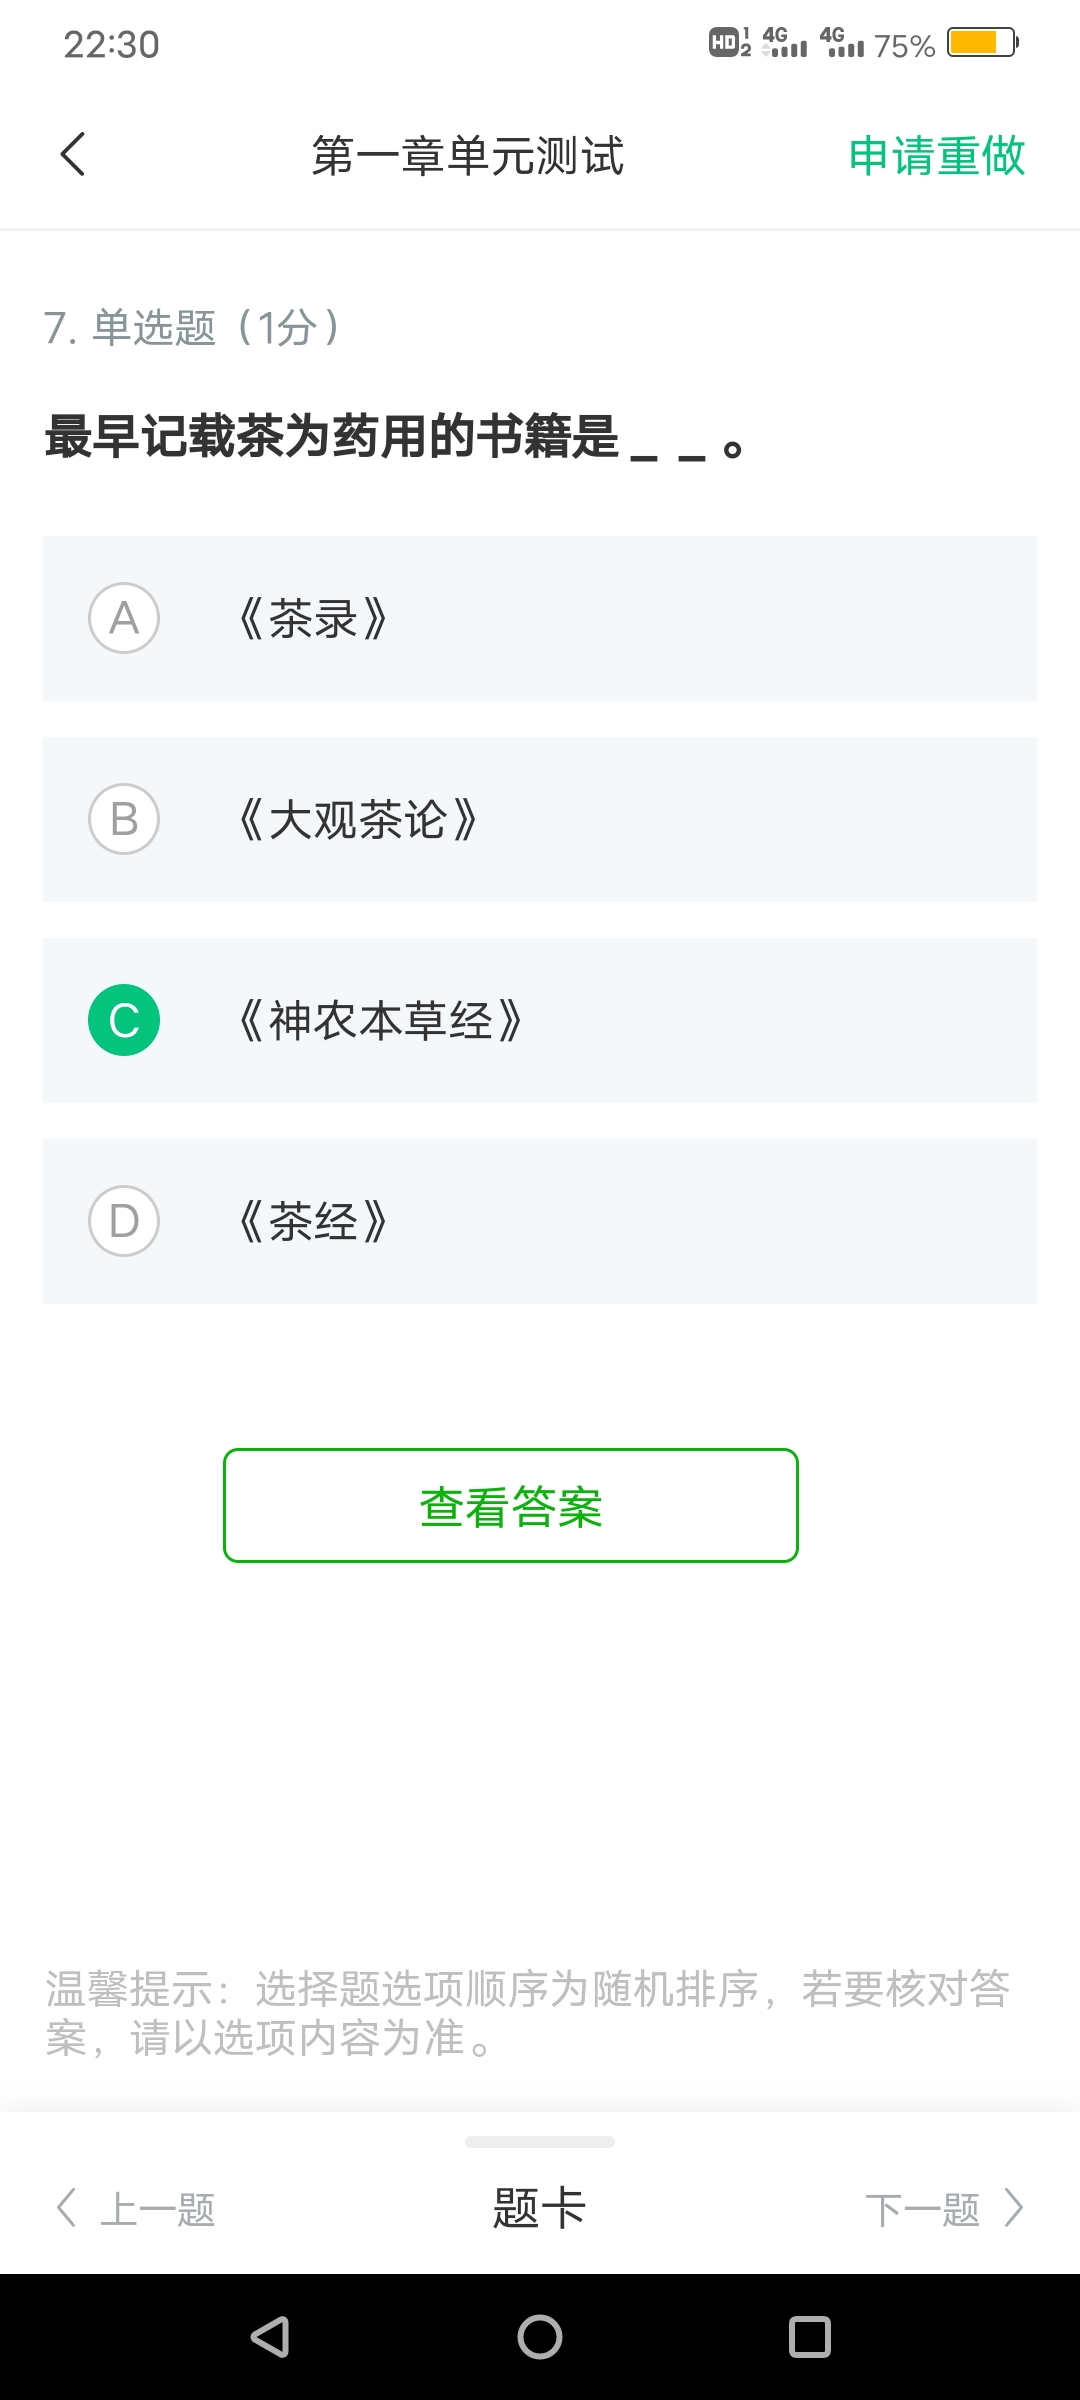 22:30 HD 1 2 4G 4G 75%
第一章单元测试 申请重做
7. 单选题（1分）
最早记载茶为药用的书籍是_ _ 。
A 《茶录》
B 《大观茶论》
C 《神农本草经》
D 《茶经》
查看答案
温馨提示：选择题选项顺序为随机排序，若要核对答
案，请以选项内容为准。
上一题 题卡 下一题